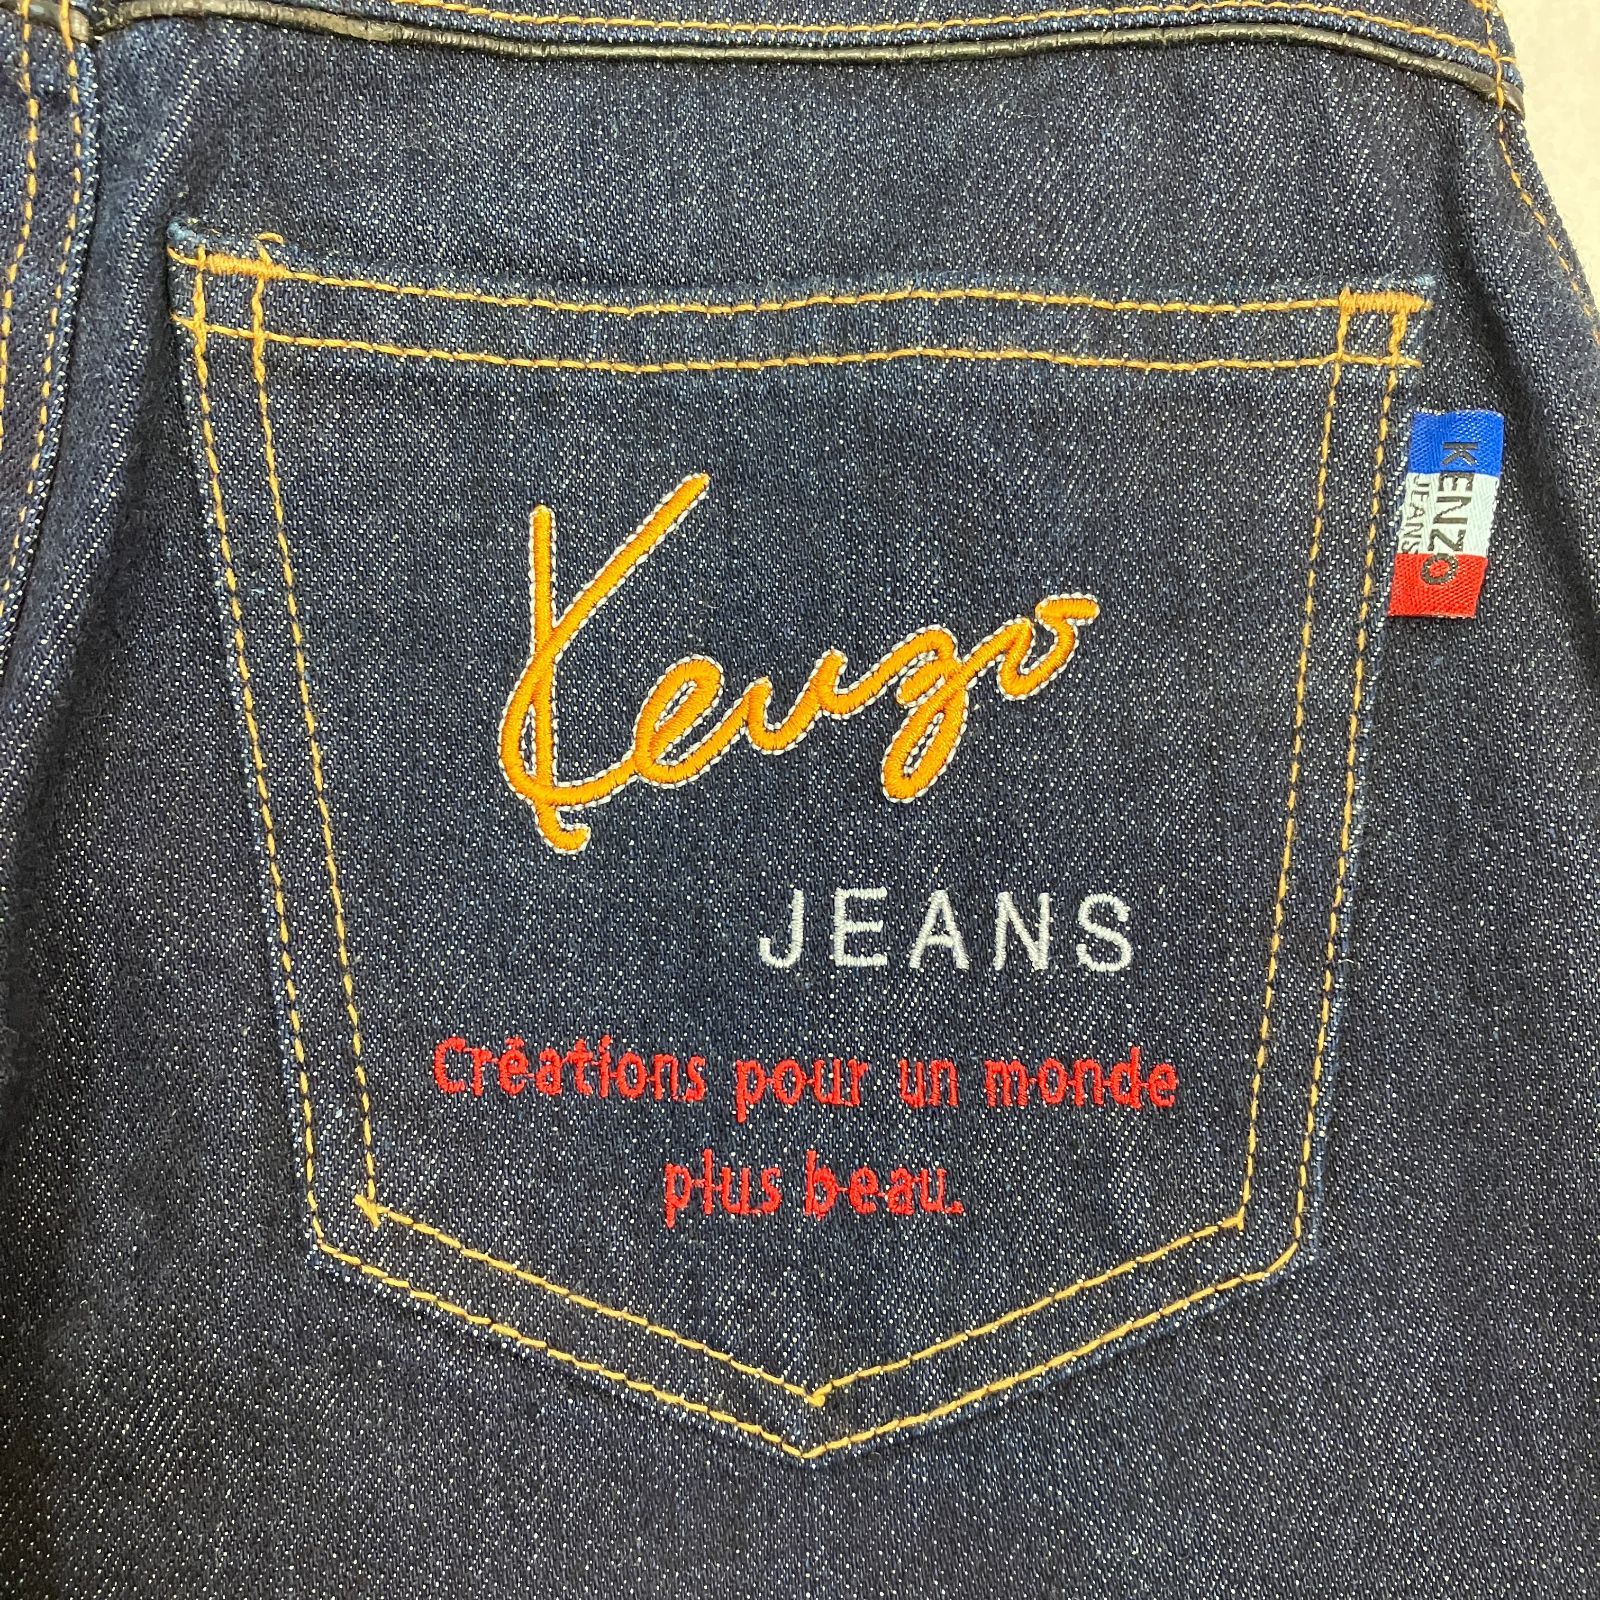 Kenzo
JEANS
Créations pour un monde
plus beau.
KENZO
JEANS